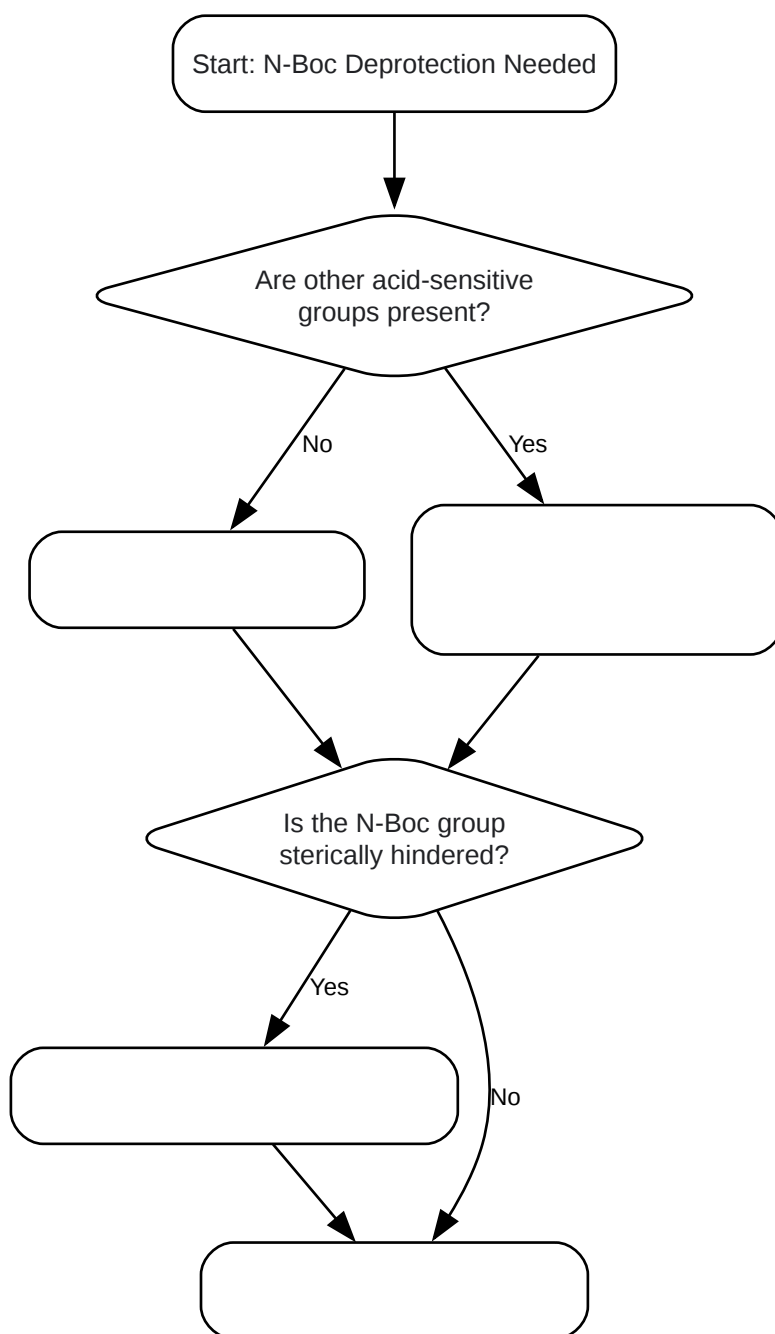 Start: N-Boc Deprotection Needed
Are other acid-sensitive
groups present?
No
Yes
Is the N-Boc group
sterically hindered?
Yes
No